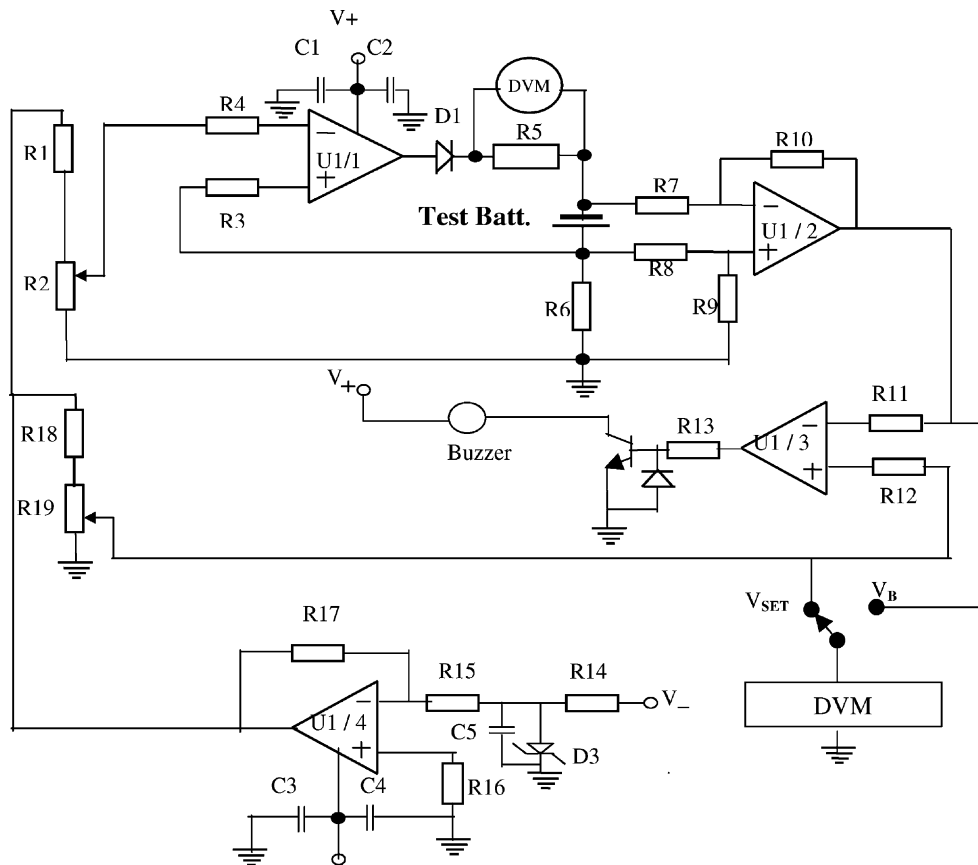 V+
C1
C2
DVM
R4
D1
R5
R10
R1
U1/1
R3
R7
Test Batt.
U1 / 2
R2
R8
R6
R9
V+
R11
R18
R13
U1 / 3
Buzzer
R12
R19
VSET
VB
R17
R15
R14
V_
DVM
U1 / 4
C5
D3
C3
C4
R16